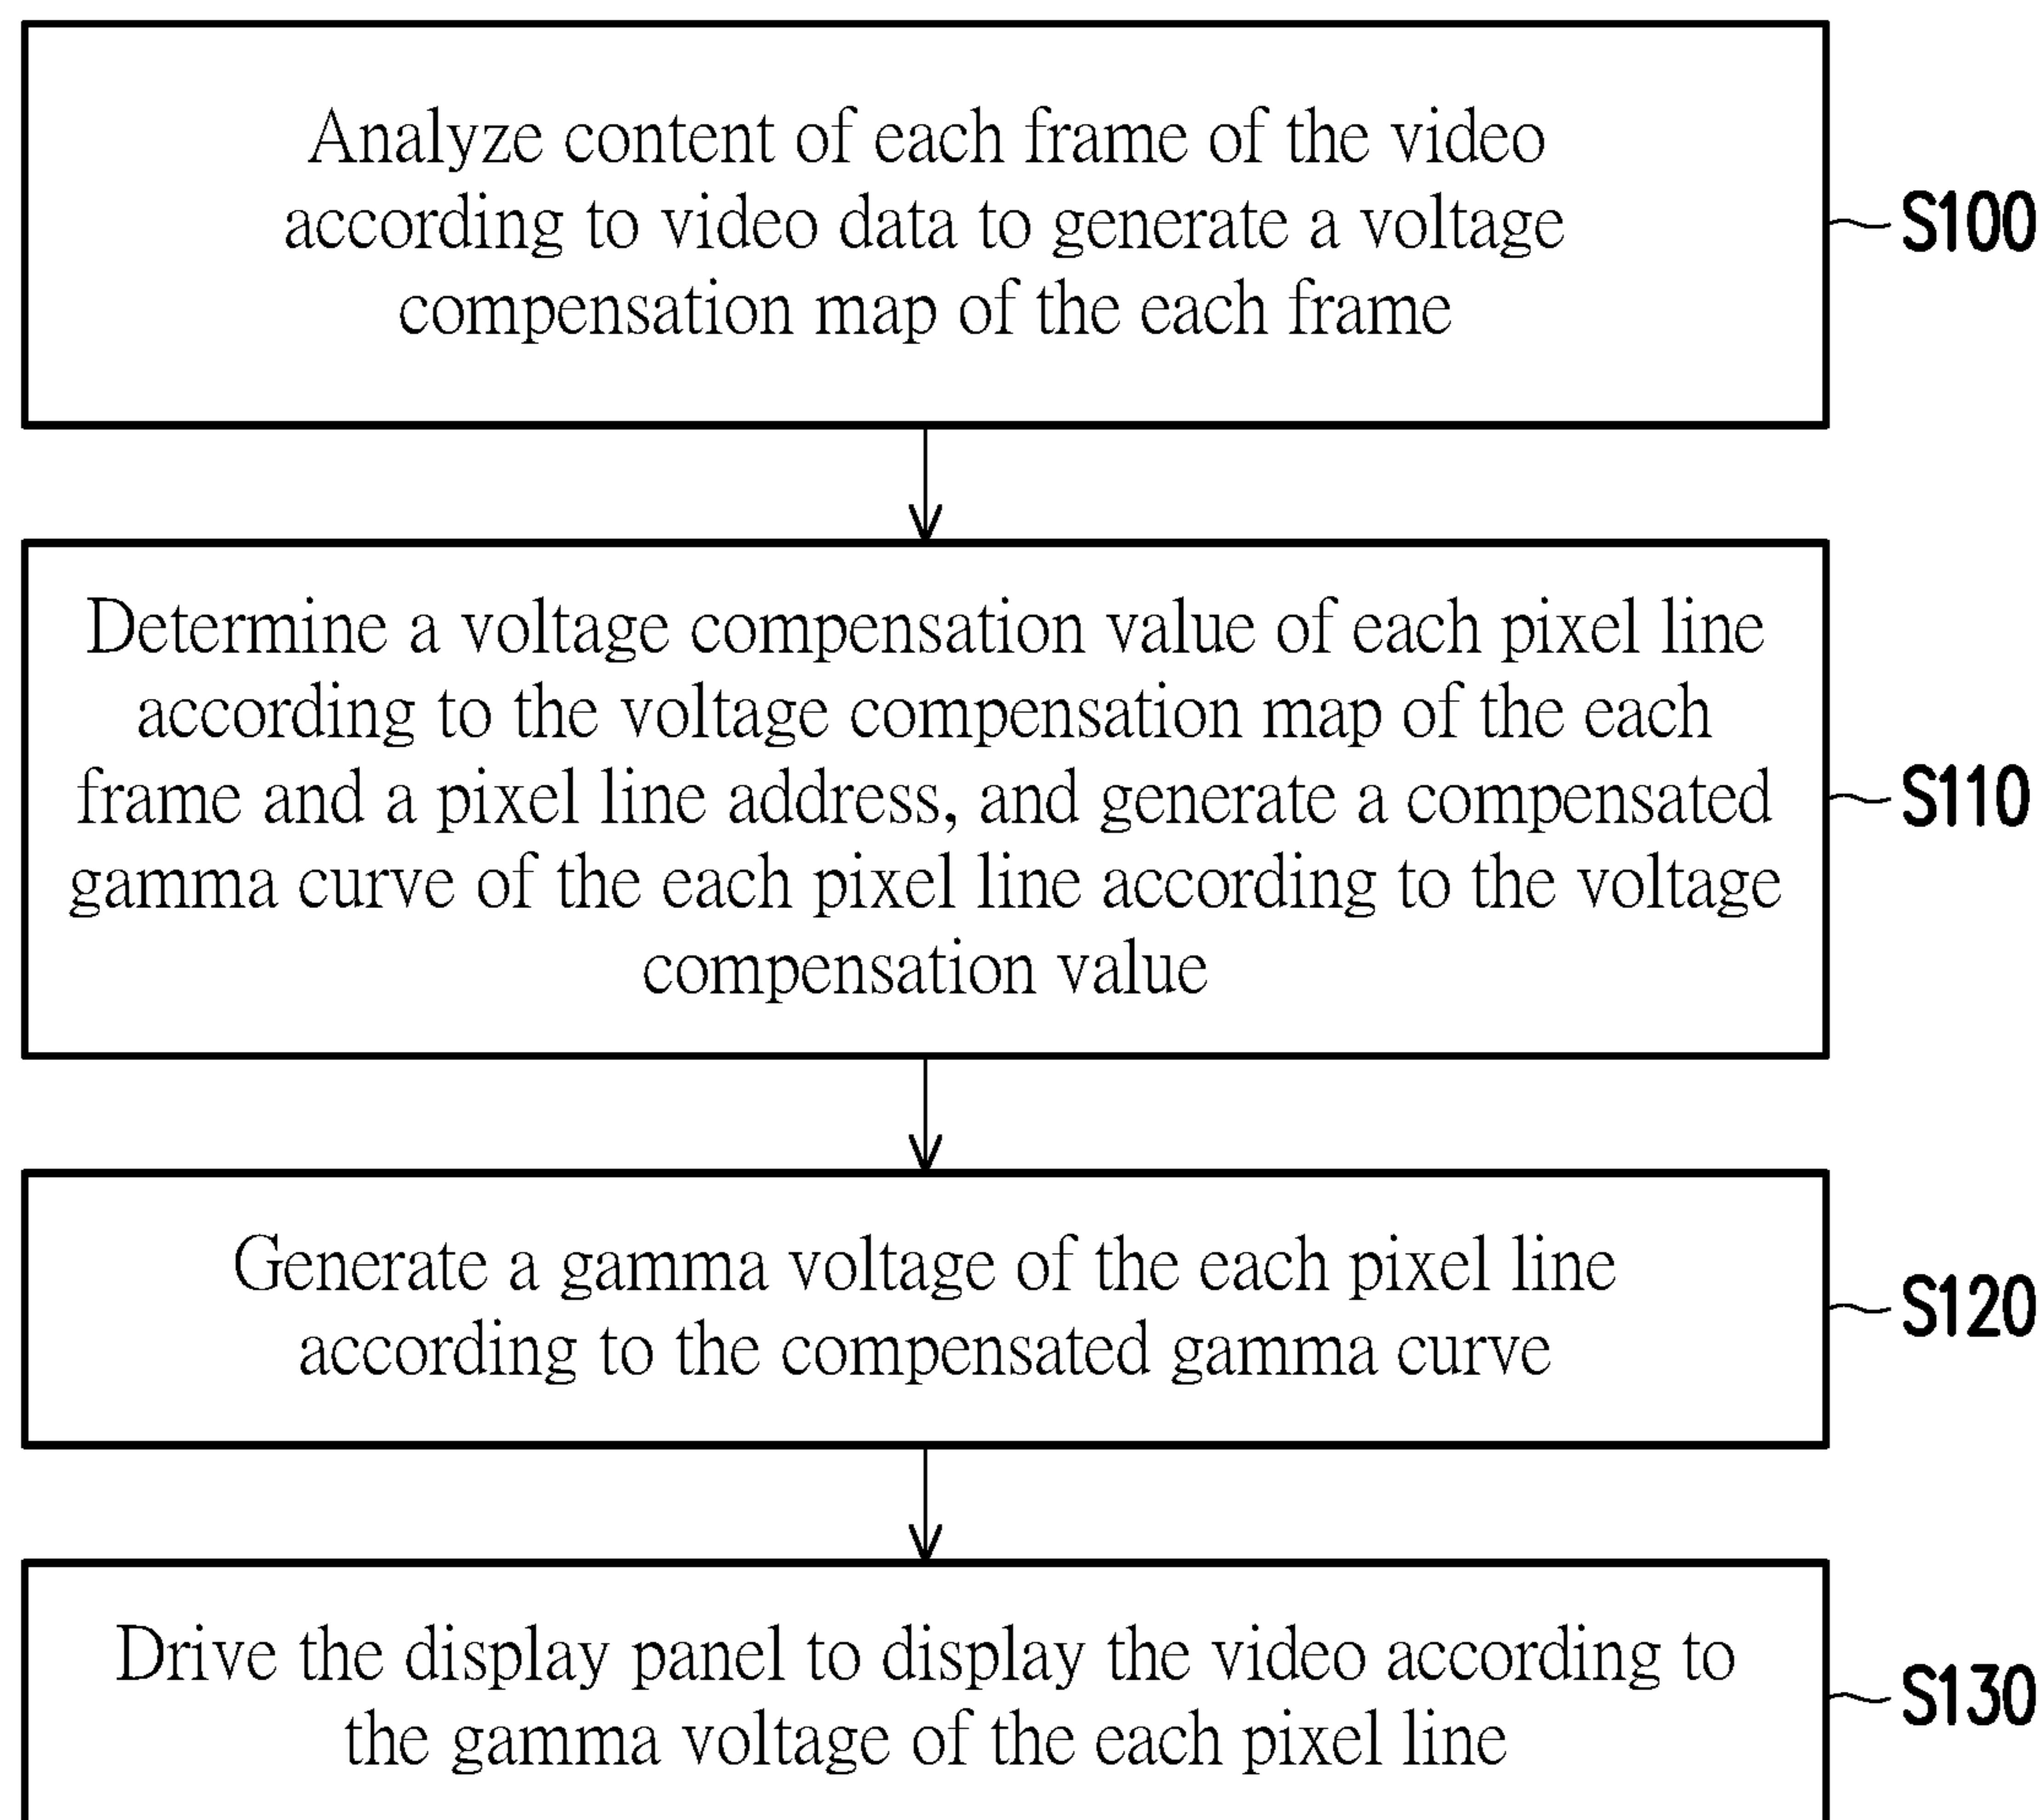 Analyze content of each frame of the video
according to video data to generate a voltage
compensation map of the each frame
S100
Determine a voltage compensation value of each pixel line
according to the voltage compensation map of the each
frame and a pixel line address, and generate a compensated
gamma curve of the each pixel line according to the voltage
compensation value
S110
Generate a gamma voltage of the each pixel line
according to the compensated gamma curve
S120
Drive the display panel to display the video according to
the gamma voltage of the each pixel line
S130